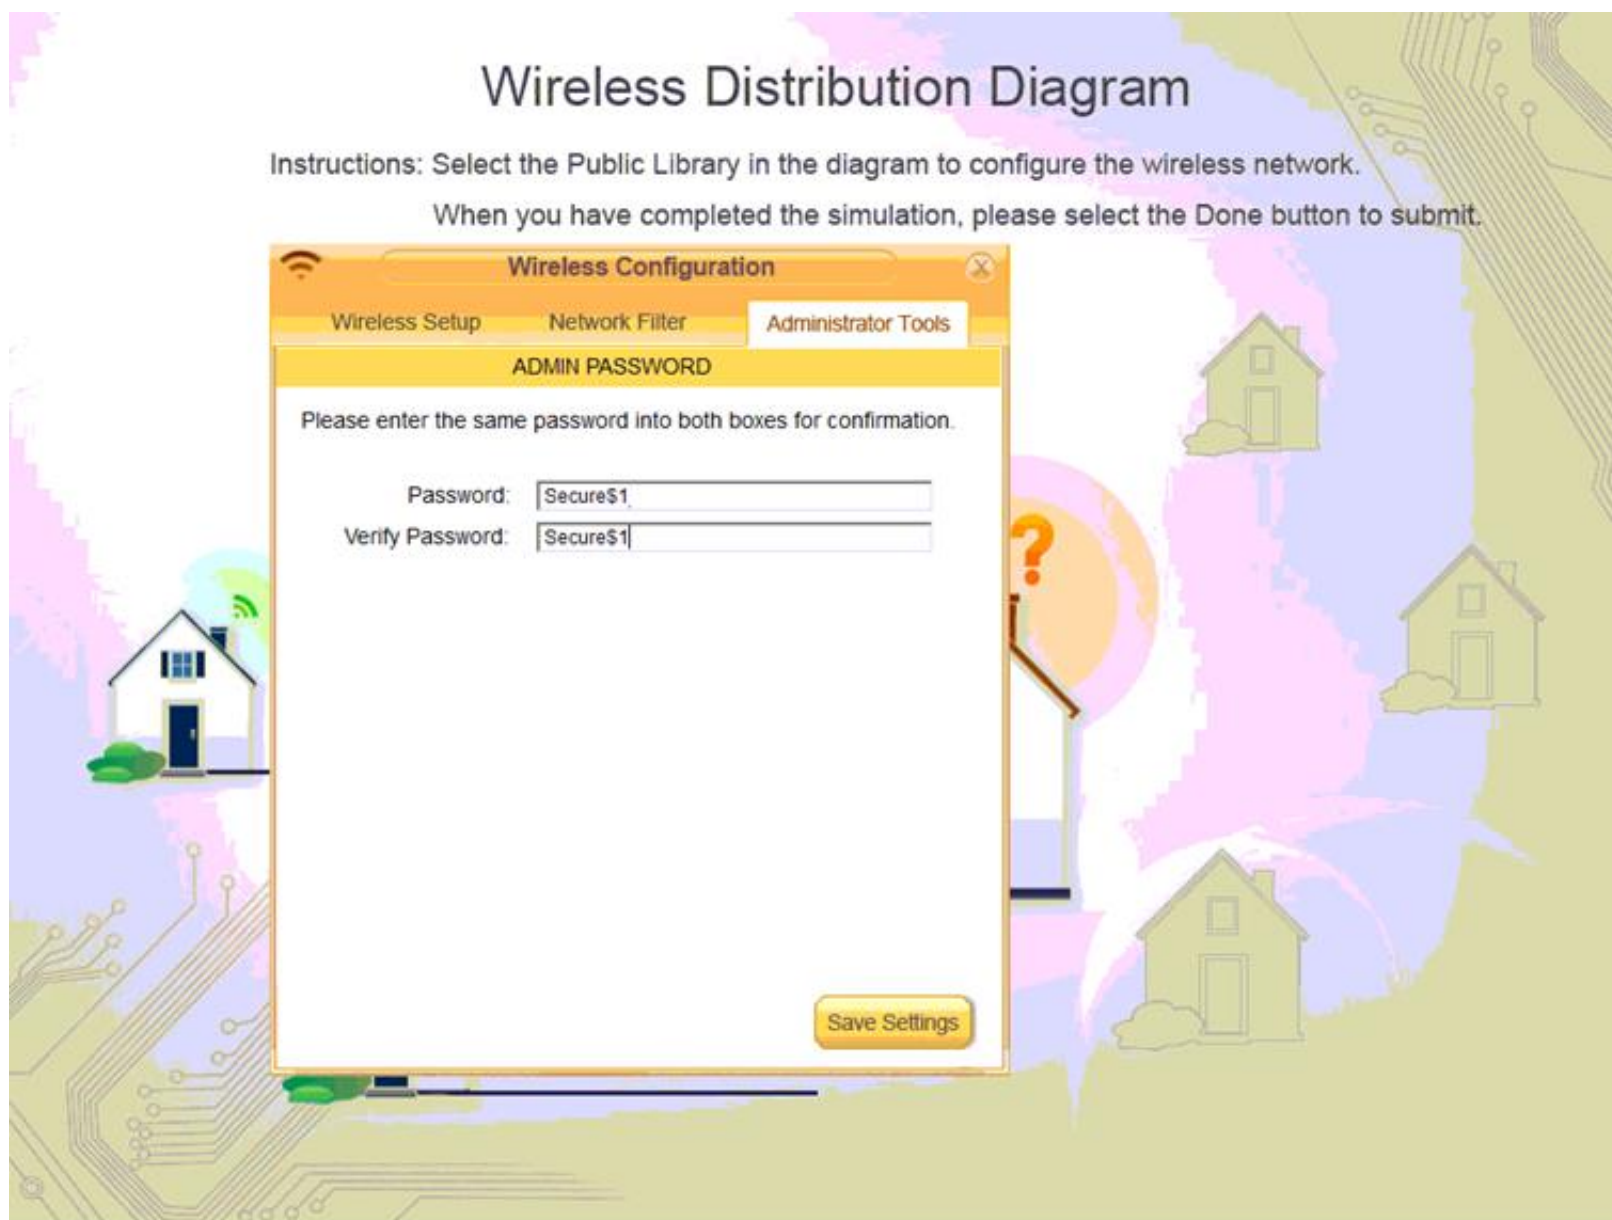 Wireless Distribution Diagram
Instructions: Select the Public Library in the diagram to configure the wireless network.
When you have completed the simulation, please select the Done button to submit.
Wireless Configuration
Wireless Setup Network Filter Administrator Tools
ADMIN PASSWORD
Please enter the same password into both boxes for confirmation.
Password: Secure$1
Verify Password: Secure$1
?
Save Settings